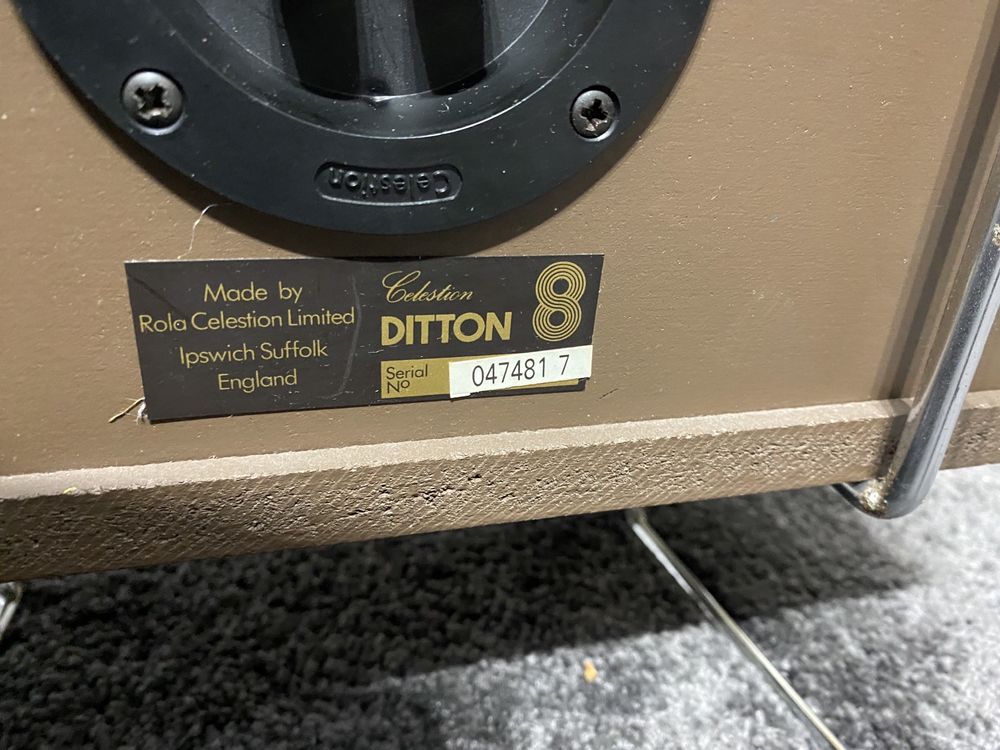 Celestion
Made by
Rola Celestion Limited
Ipswich Suffolk
England
Celestion
DITTON 8
Serial
No
047481 7